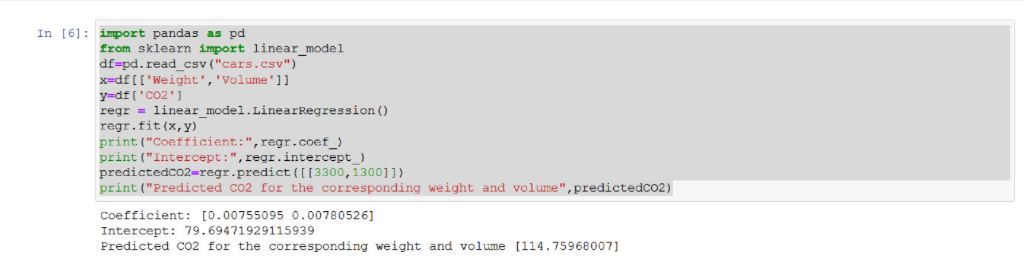 In [6]: import pandas as pd
from sklearn import linear_model
df=pd.read_csv("cars.csv")
x=df[['Weight','Volume']]
y=df['CO2']
regr = linear_model.LinearRegression()
regr.fit(x,y)
print("Coefficient:",regr.coef_)
print("Intercept:",regr.intercept_)
predictedCO2=regr.predict([[3300,1300]])
print("Predicted CO2 for the corresponding weight and volume",predictedCO2)
Coefficient: [0.00755095 0.00780526]
Intercept: 79.69471929115939
Predicted CO2 for the corresponding weight and volume [114.75968007]